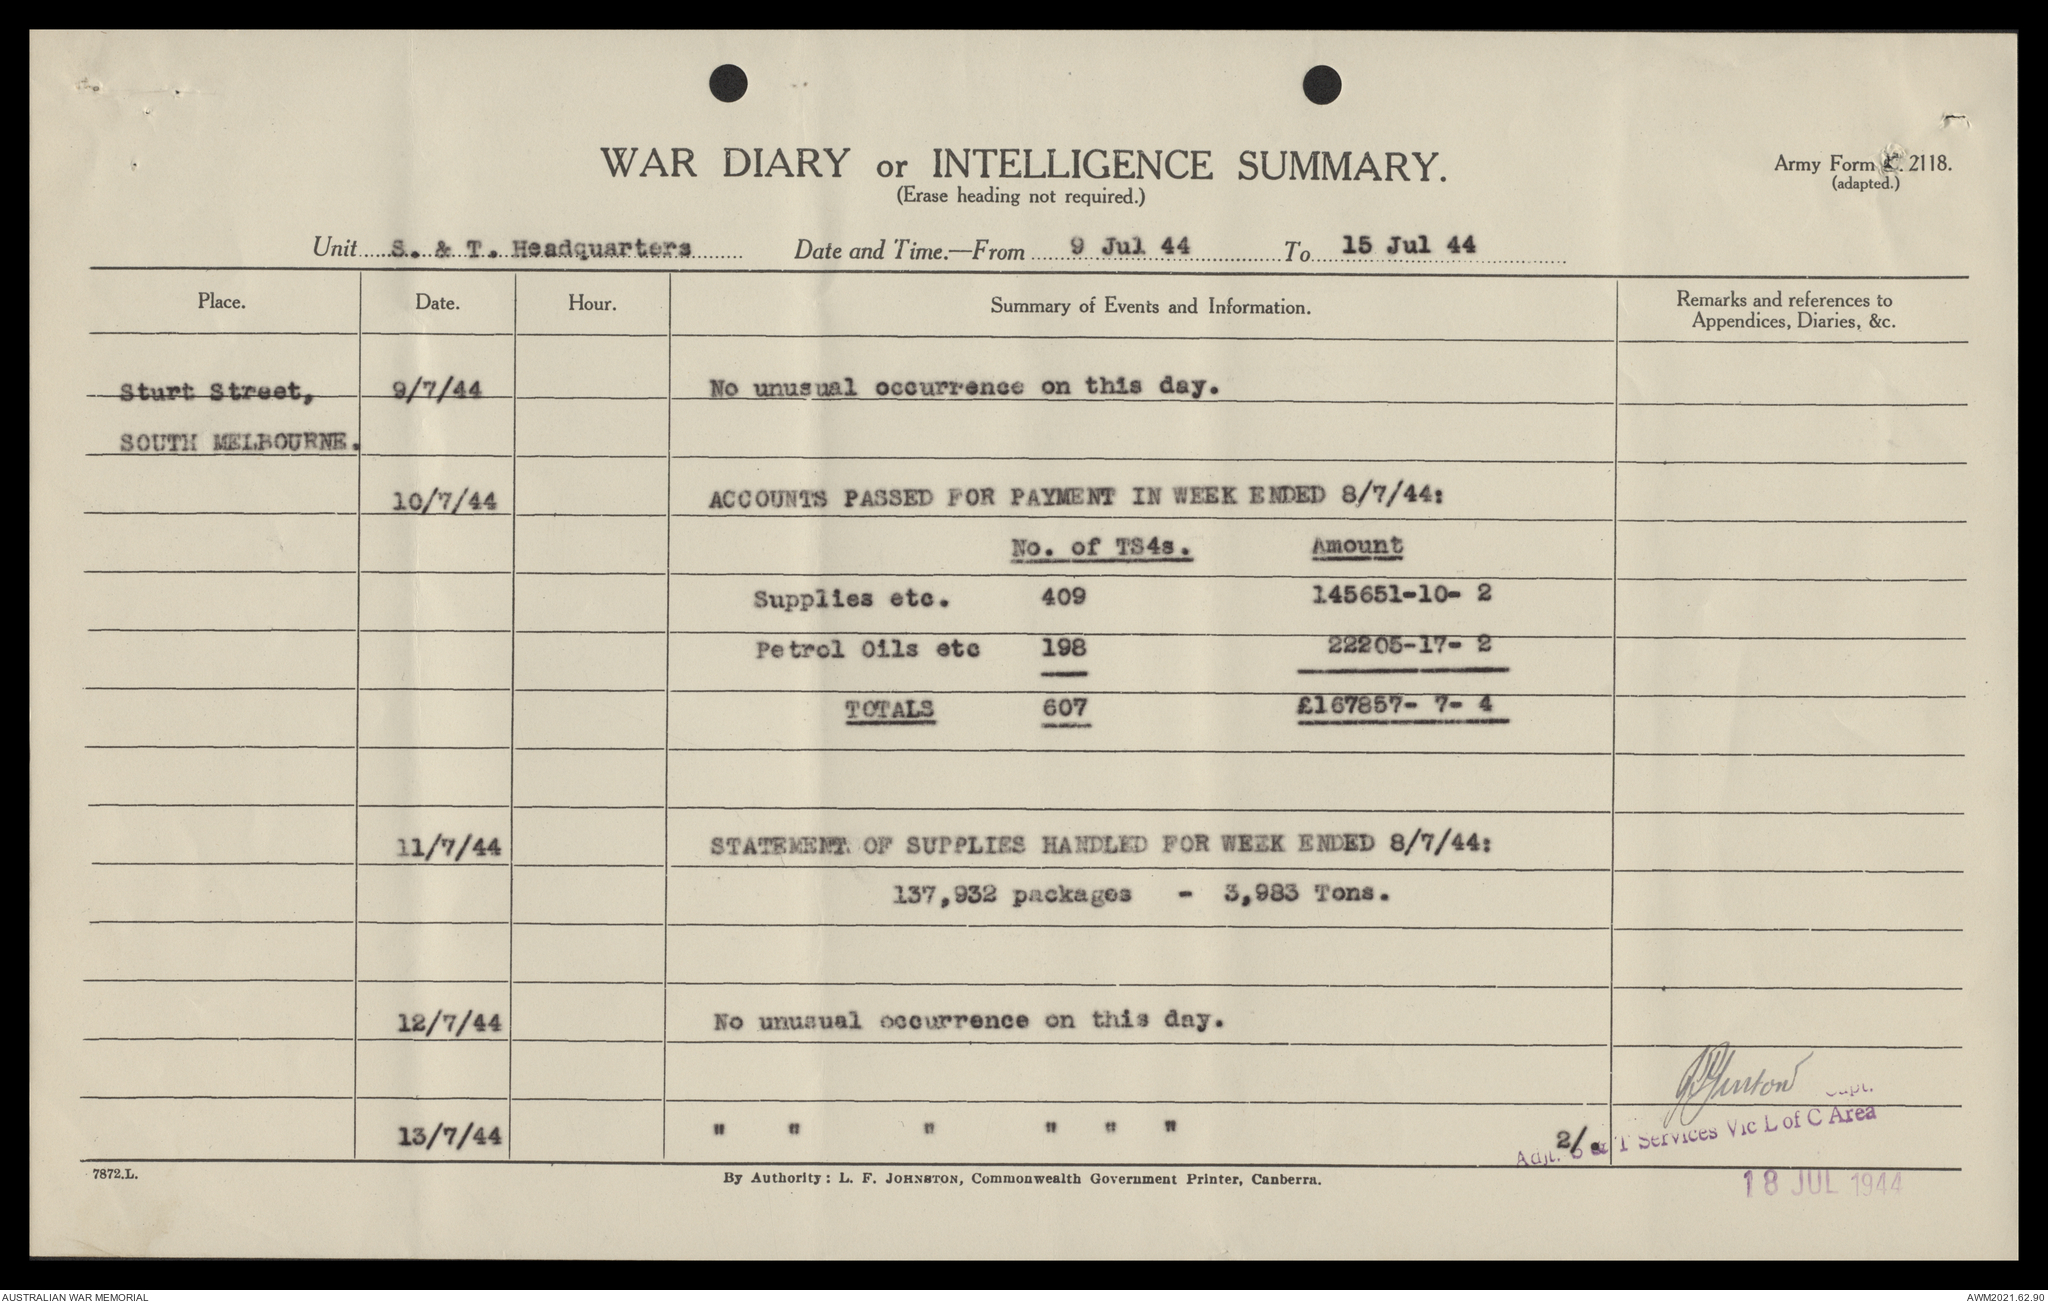 WAR DIARY or INTELLIGENCE SUMMARY.
(Erase heading not required.)
Army Form C. 2118.
(adapted.)
Unit S. & T. Headquarters Date and Time.—From 9 Jul 44 To 15 Jul 44
Place. Date. Hour. Summary of Events and Information. Remarks and references to
Appendices, Diaries, &c.
Sturt Street, 9/7/44 No unusual occurrence on this day.
SOUTH MELBOURNE.
10/7/44 ACCOUNTS PASSED FOR PAYMENT IN WEEK ENDED 8/7/44:
No. of TS4s. Amount
Supplies etc. 409 145651-10- 2
Petrol Oils etc 198 22205-17- 2
TOTALS 607 £167857- 7- 4
11/7/44 STATEMENT OF SUPPLIES HANDLED FOR WEEK ENDED 8/7/44:
137,932 packages - 3,983 Tons.
12/7/44 No unusual occurrence on this day.
Capt.
13/7/44 " " " " " " 2/
Adjt. S & T Services Vic L of C Area
18 JUL 1944
7872.L. By Authority: L. F. JOHNSTON, Commonwealth Government Printer, Canberra.
AUSTRALIAN WAR MEMORIAL AWM2021.62.90